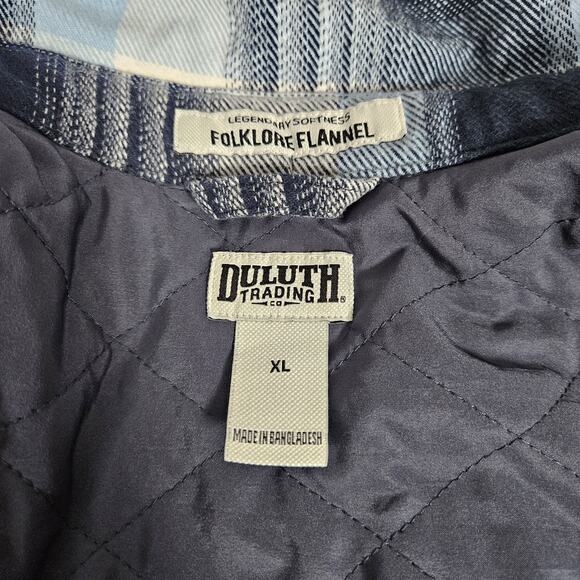 LEGENDARY SOFTNESS
FOLKLORE FLANNEL
DULUTH
TRADING
CO
®
XL
MADE IN BANGLADESH